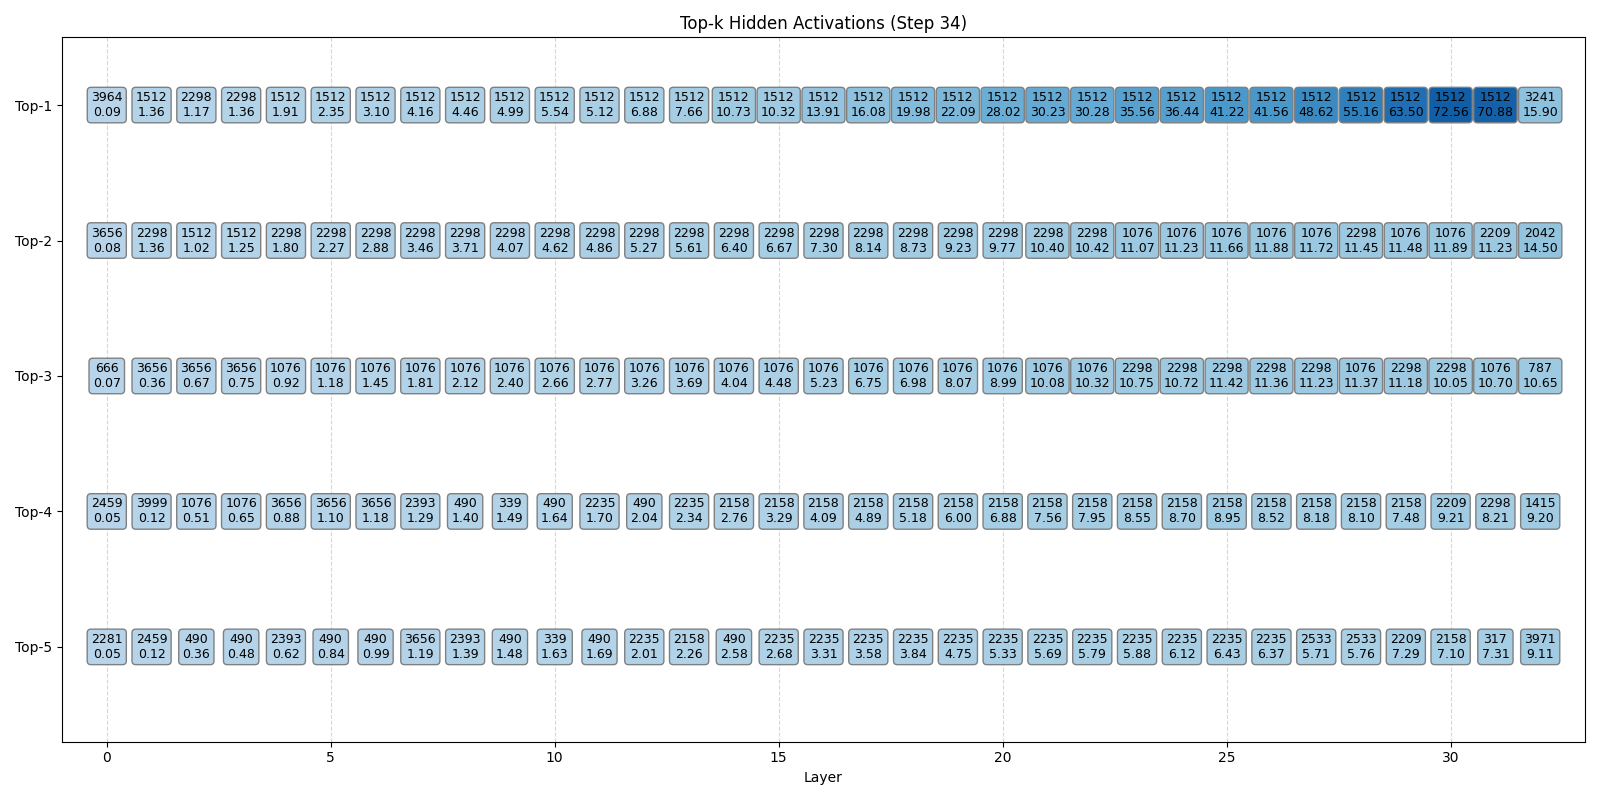 Top-k Hidden Activations (Step 34)
Top-1
3964 1512 2298 2298 1512 1512 1512 1512 1512 1512 1512 1512 1512 1512 1512 1512 1512 1512 1512 1512 1512 1512 1512 1512 1512 1512 1512 1512 1512 1512 1512 1512 3241
0.09 1.36 1.17 1.36 1.91 2.35 3.10 4.16 4.46 4.99 5.54 5.12 6.88 7.66 10.73 10.32 13.91 16.08 19.98 22.09 28.02 30.23 30.28 35.56 36.44 41.22 41.56 48.62 55.16 63.50 72.56 70.88 15.90
Top-2
3656 2298 1512 1512 2298 2298 2298 2298 2298 2298 2298 2298 2298 2298 2298 2298 2298 2298 2298 2298 2298 2298 2298 1076 1076 1076 1076 1076 2298 1076 1076 2209 2042
0.08 1.36 1.02 1.25 1.80 2.27 2.88 3.46 3.71 4.07 4.62 4.86 5.27 5.61 6.40 6.67 7.30 8.14 8.73 9.23 9.77 10.40 10.42 11.07 11.23 11.66 11.88 11.72 11.45 11.48 11.89 11.23 14.50
Top-3
666 3656 3656 3656 1076 1076 1076 1076 1076 1076 1076 1076 1076 1076 1076 1076 1076 1076 1076 1076 1076 1076 1076 2298 2298 2298 2298 2298 1076 2298 2298 1076 787
0.07 0.36 0.67 0.75 0.92 1.18 1.45 1.81 2.12 2.40 2.66 2.77 3.26 3.69 4.04 4.48 5.23 6.75 6.98 8.07 8.99 10.08 10.32 10.75 10.72 11.42 11.36 11.23 11.37 11.18 10.05 10.70 10.65
Top-4
2459 3999 1076 1076 3656 3656 3656 2393 490 339 490 2235 490 2235 2158 2158 2158 2158 2158 2158 2158 2158 2158 2158 2158 2158 2158 2158 2158 2158 2209 2298 1415
0.05 0.12 0.51 0.65 0.88 1.10 1.18 1.29 1.40 1.49 1.64 1.70 2.04 2.34 2.76 3.29 4.09 4.89 5.18 6.00 6.88 7.56 7.95 8.55 8.70 8.95 8.52 8.18 8.10 7.48 9.21 8.21 9.20
Top-5
2281 2459 490 490 2393 490 490 3656 2393 490 339 490 2235 2158 490 2235 2235 2235 2235 2235 2235 2235 2235 2235 2235 2235 2235 2533 2533 2209 2158 317 3971
0.05 0.12 0.36 0.48 0.62 0.84 0.99 1.19 1.39 1.48 1.63 1.69 2.01 2.26 2.58 2.68 3.31 3.58 3.84 4.75 5.33 5.69 5.79 5.88 6.12 6.43 6.37 5.71 5.76 7.29 7.10 7.31 9.11
0 5 10 15 20 25 30
Layer